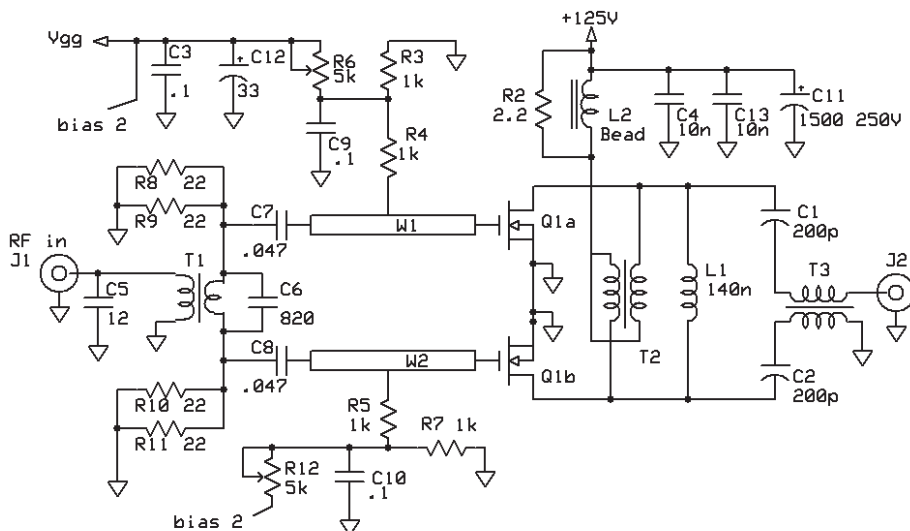 +125V
Vgg
C3
.1
+
C12
33
R6
5k
R3
1k
bias 2
C9
.1
R4
1k
R2
2.2
L2
Bead
C4
10n
C13
10n
+
C11
1500 250V
R8
22
R9
22
C7
.047
W1
Q1a
C1
200p
RF in
J1
T1
C5
12
C6
820
L1
140n
T3
J2
C8
.047
W2
Q1b
T2
C2
200p
R10
22
R11
22
R5
1k
R7 1k
R12
5k
C10
.1
bias 2